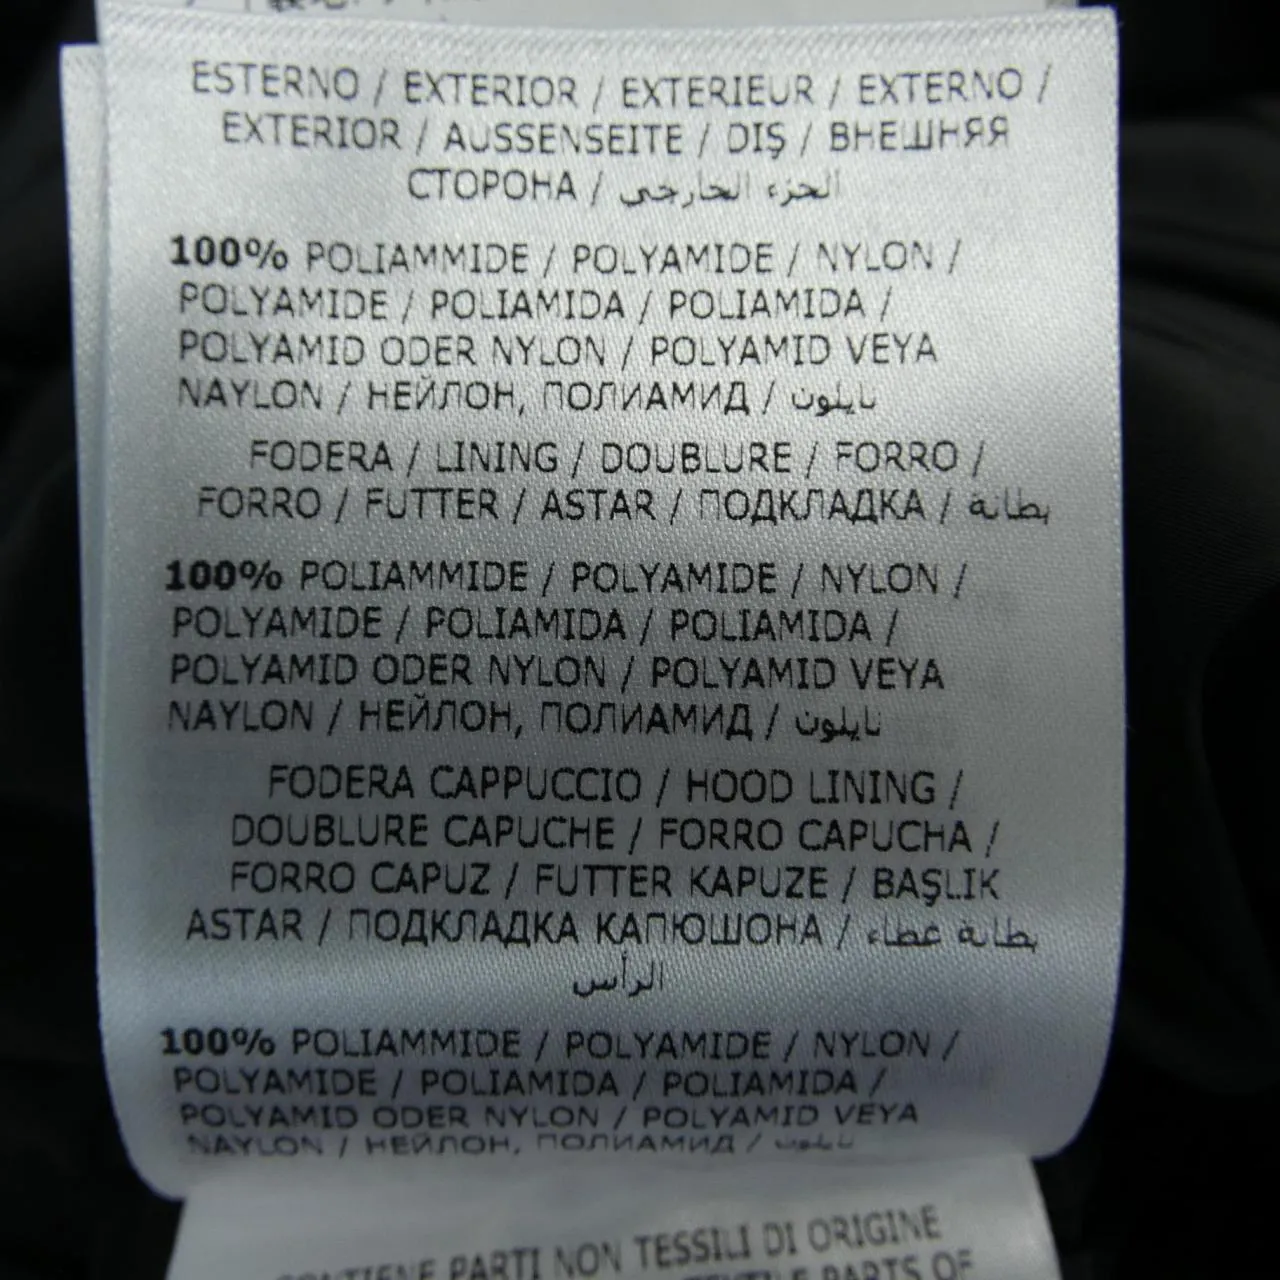 ESTERNO / EXTERIOR / EXTERIEUR / EXTERNO /
EXTERIOR / AUSSENSEITE / DIŞ / ВНЕШНЯЯ
СТОРОНА / الجزء الخارجي
100% POLIAMMIDE / POLYAMIDE / NYLON /
POLYAMIDE / POLIAMIDA / POLIAMIDA /
POLYAMID ODER NYLON / POLYAMID VEYA
NAYLON / НЕЙЛОН, ПОЛИАМИД / نايلون
FODERA / LINING / DOUBLURE / FORRO /
FORRO / FUTTER / ASTAR / ПОДКЛАДКА / بطانة
100% POLIAMMIDE / POLYAMIDE / NYLON /
POLYAMIDE / POLIAMIDA / POLIAMIDA /
POLYAMID ODER NYLON / POLYAMID VEYA
NAYLON / НЕЙЛОН, ПОЛИАМИД / نايلون
FODERA CAPPUCCIO / HOOD LINING /
DOUBLURE CAPUCHE / FORRO CAPUCHA /
FORRO CAPUZ / FUTTER KAPUZE / BAŞLIK
ASTAR / ПОДКЛАДКА КАПЮШОНА / بطانة غطاء
الرأس
100% POLIAMMIDE / POLYAMIDE / NYLON /
POLYAMIDE / POLIAMIDA / POLIAMIDA /
POLYAMID ODER NYLON / POLYAMID VEYA
NAYLON / НЕЙЛОН, ПОЛИАМИД / نايلون
PARTI NON TESSILI DI ORIGINE
PARTS OF